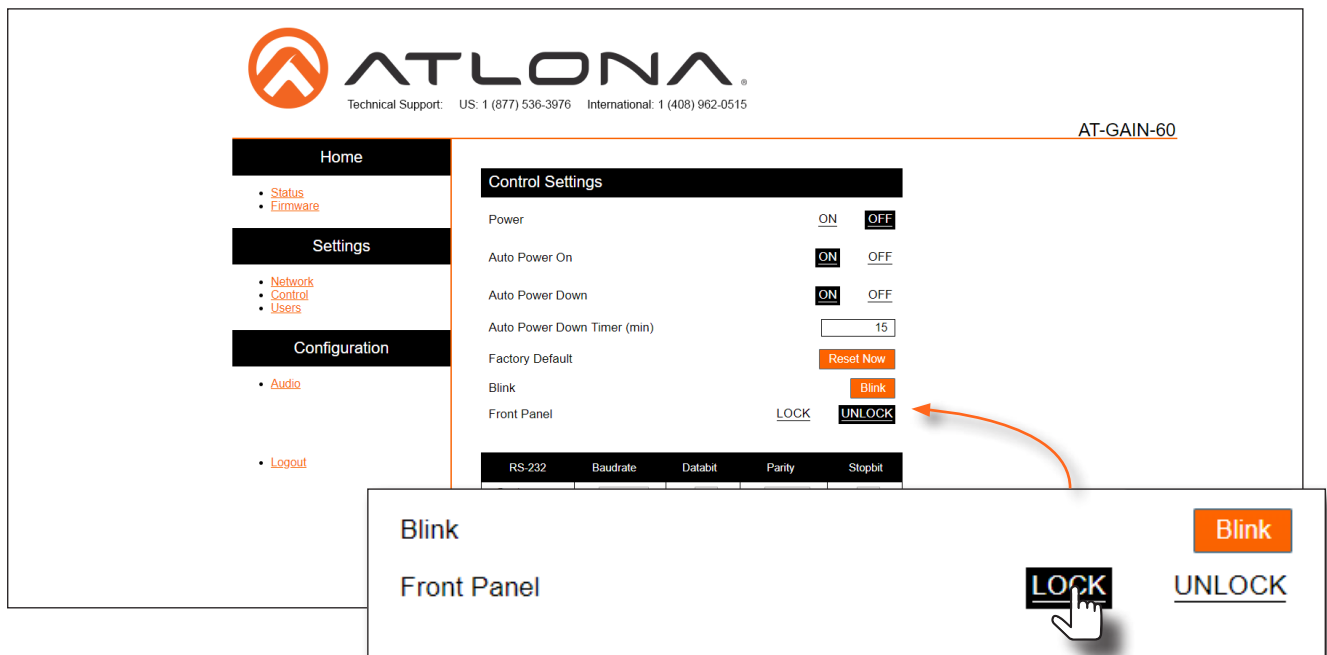 ATLONA®
Technical Support: US: 1 (877) 536-3976 International: 1 (408) 962-0515
AT-GAIN-60
Home
Status
Firmware
Settings
Network
Control
Users
Configuration
Audio
Logout
Control Settings
Power ON OFF
Auto Power On ON OFF
Auto Power Down ON OFF
Auto Power Down Timer (min) 15
Factory Default Reset Now
Blink Blink
Front Panel LOCK UNLOCK
RS-232 Baudrate Databit Parity Stopbit
Blink Blink
Front Panel LOCK UNLOCK